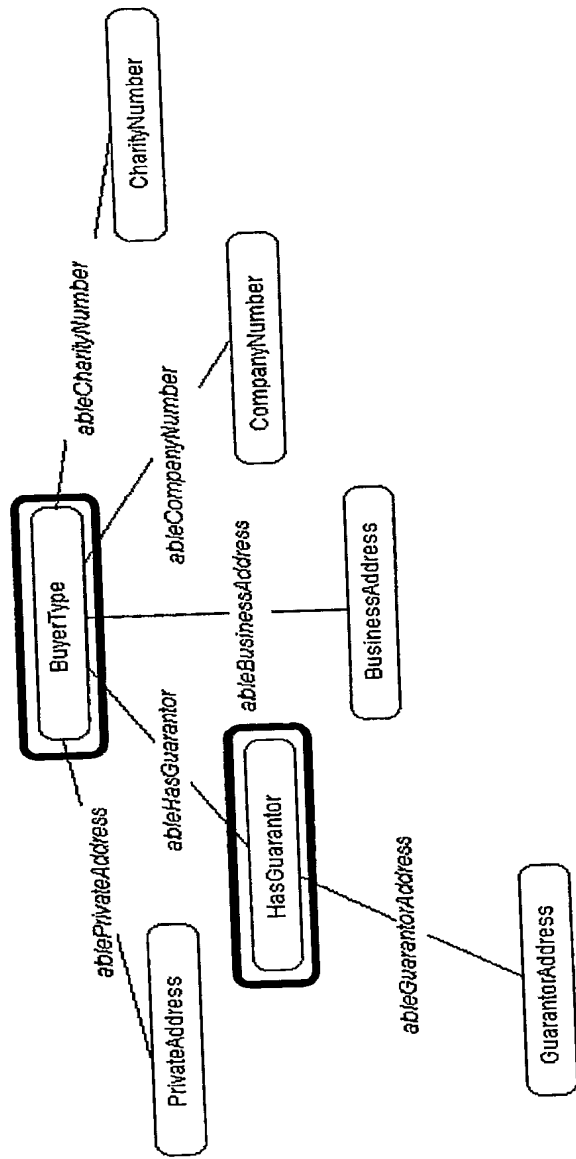 BuyerType
ablePrivateAddress
ableHasGuarantor
ableBusinessAddress
ableCompanyNumber
ableCharityNumber
PrivateAddress
HasGuarantor
BusinessAddress
CompanyNumber
CharityNumber
ableGuarantorAddress
GuarantorAddress